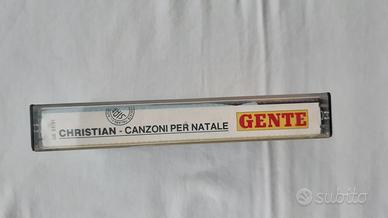 CHRISTIAN - CANZONI PER NATALE
GENTE
subito